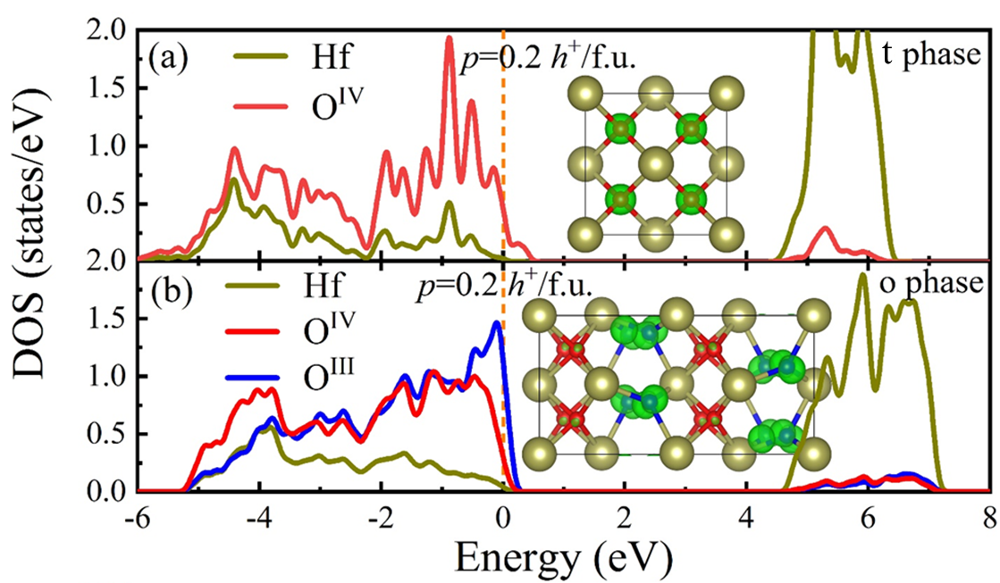 2.0
(a)
Hf
O^IV
p=0.2 h⁺/f.u.
t phase
1.5
1.0
0.5
2.0
(b)
Hf
O^IV
O^III
p=0.2 h⁺/f.u.
o phase
1.5
1.0
0.5
0.0
DOS (states/eV)
-6 -4 -2 0 2 4 6 8
Energy (eV)